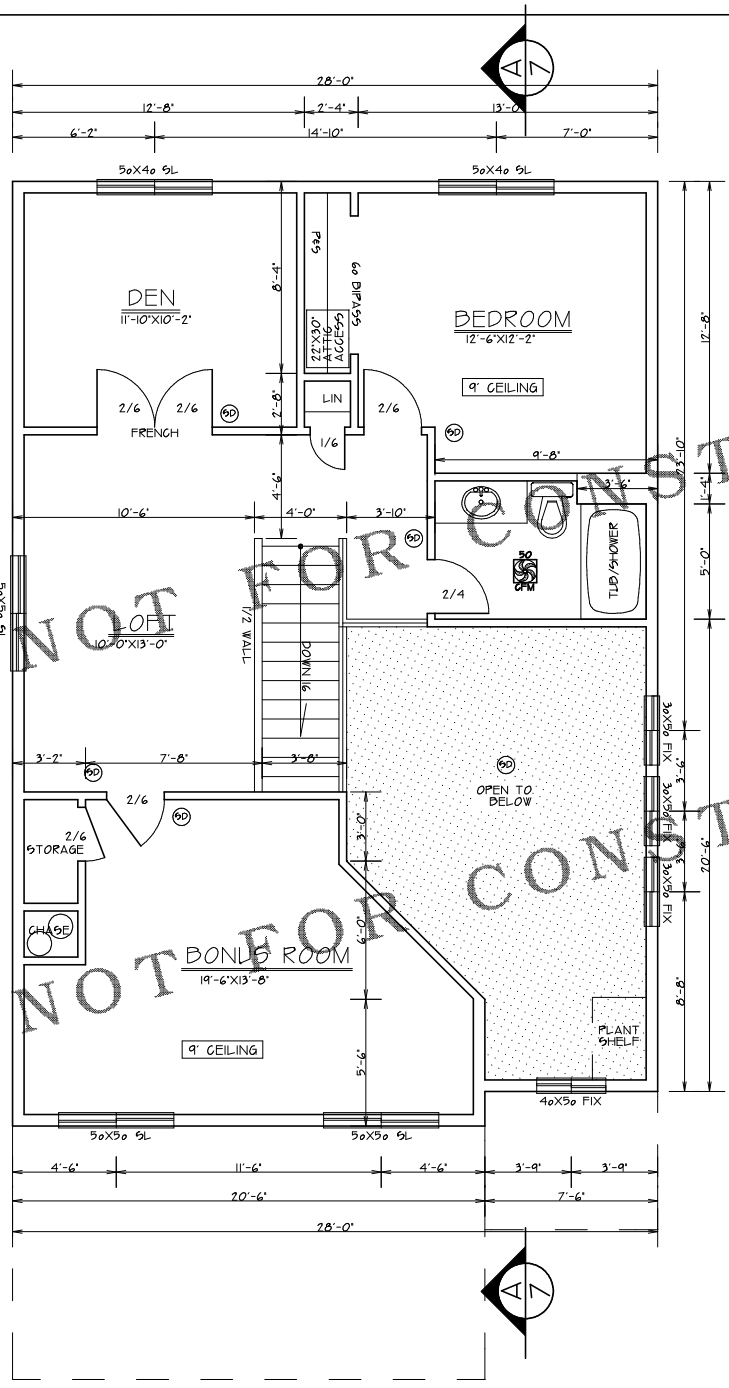 A
7
28'-0"
12'-8"
2'-4"
13'-0
6'-2"
14'-10"
7'-0"
50X40 SL
50X40 SL
P&S
60 BIPASS
8'-4"
DEN
11'-10"X10'-2"
BEDROOM
12'-6"X12'-2"
12'-8"
22"X30"
ATTIC
ACCESS
9' CEILING
LIN
2/6
2/6
SD
2'-8"
2/6
FRENCH
1/6
SD
9'-8"
23'-10"
4'-6"
3'-6"
1'-4"
10'-6"
4'-0"
3'-10"
SD
50
CFM
TUB/SHOWER
5'-0"
NOT FOR CONST
50X50 SL
2/4
LOFT
10'-0"X13'-0"
1/2 WALL
DOWN 16
30X50 FIX
3'-6"
3'-2"
7'-8"
3'-8"
SD
SD
OPEN TO
BELOW
30X50 FIX
2/6
SD
2/6
STORAGE
3'-0"
3'-6"
20'-6"
30X50 FIX
NOT FOR CONST
CHASE
BONUS ROOM
19'-6"X13'-8"
6'-0"
8'-8"
9' CEILING
5'-6"
PLANT
SHELF
40X50 FIX
50X50 SL
50X50 SL
4'-6"
11'-6"
4'-6"
3'-9"
3'-9"
20'-6"
7'-6"
28'-0"
A
7